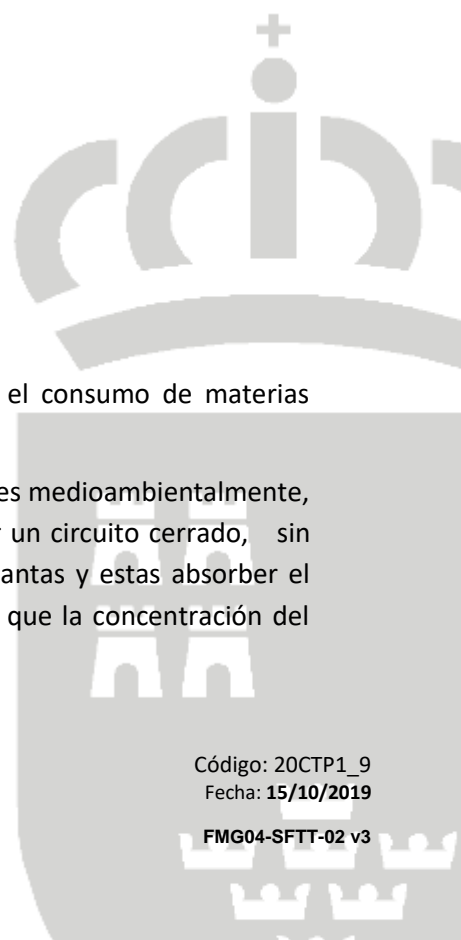 el consumo de materias
es medioambientalmente,
r un circuito cerrado, sin
antas y estas absorber el
que la concentración del
Código: 20CTP1_9
Fecha: 15/10/2019
FMG04-SFTT-02 v3